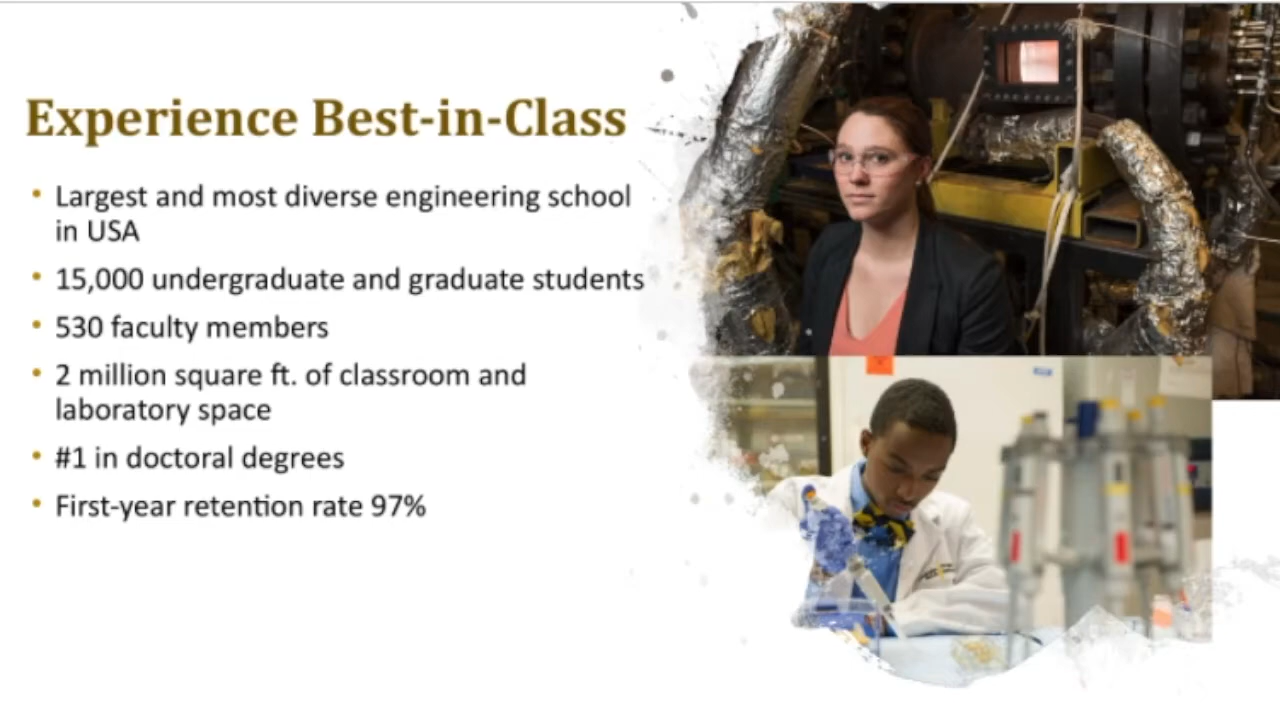 Experience Best-in-Class
• Largest and most diverse engineering school
in USA
• 15,000 undergraduate and graduate students
• 530 faculty members
• 2 million square ft. of classroom and
laboratory space
• #1 in doctoral degrees
• First-year retention rate 97%